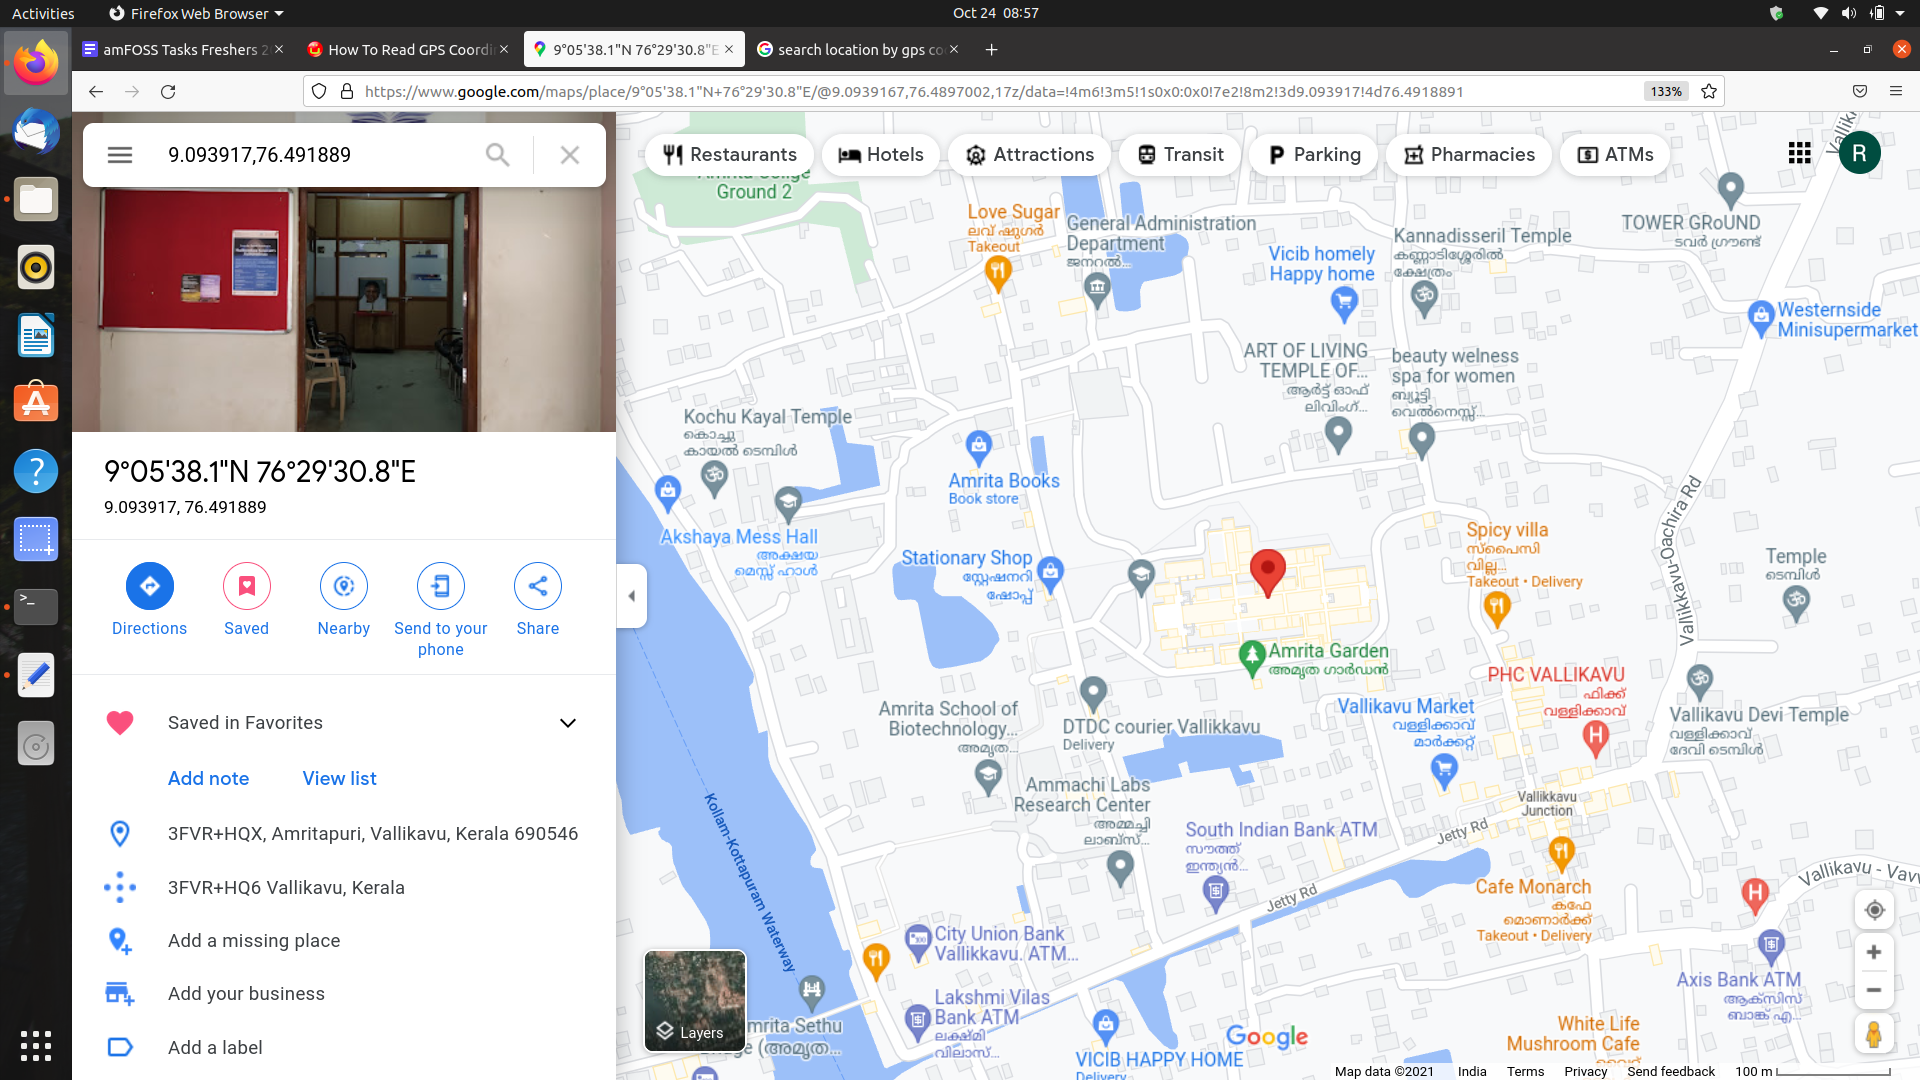 Activities
Firefox Web Browser
Oct 24 08:57
amFOSS Tasks Freshers 2
How To Read GPS Coordi
9°05'38.1"N 76°29'30.8"E
search location by gps co
https://www.google.com/maps/place/9°05'38.1"N+76°29'30.8"E/@9.0939167,76.4897002,17z/data=!4m6!3m5!1s0x0:0x0!7e2!8m2!3d9.093917!4d76.4918891
133%
9.093917,76.491889
9°05'38.1"N 76°29'30.8"E
9.093917, 76.491889
Directions
Saved
Nearby
Send to your
phone
Share
Saved in Favorites
Add note
View list
3FVR+HQX, Amritapuri, Vallikavu, Kerala 690546
3FVR+HQ6 Vallikavu, Kerala
Add a missing place
Add your business
Add a label
Restaurants
Hotels
Attractions
Transit
Parking
Pharmacies
ATMs
R
Ground 2
Love Sugar
ലവ് ഷുഗർ
Takeout
General Administration
Department
ജനറൽ...
Vicib homely
Happy home
Kannadisseril Temple
കണ്ണാടിശ്ശേരിൽ
ക്ഷേത്രം
TOWER GRoUND
ടവർ ഗ്രൗണ്ട്
Westernside
Minisupermarket
ART OF LIVING
TEMPLE OF...
ആർട്ട് ഓഫ്
ലിവിംഗ്...
beauty welness
spa for women
ബ്യൂട്ടി
വെൽനെസ്സ്...
Kochu Kayal Temple
കൊച്ചു
കായൽ ടെമ്പിൾ
Amrita Books
Book store
Akshaya Mess Hall
അക്ഷയ
മെസ്സ് ഹാൾ
Stationary Shop
സ്റ്റേഷനറി
ഷോപ്പ്
Spicy villa
സ്പൈസി
വില്ല...
Takeout • Delivery
Vallikkavu-Oachira Rd
Temple
ടെമ്പിൾ
Amrita Garden
അമൃത ഗാർഡൻ
PHC VALLIKAVU
ഫിക്ക്
വള്ളിക്കാവ്
Vallikavu Market
വള്ളിക്കാവ്
മാർക്കറ്റ്
Vallikavu Devi Temple
വള്ളിക്കാവ്
ദേവി ടെമ്പിൾ
Amrita School of
Biotechnology...
അമൃത...
DTDC courier Vallikkavu
Delivery
Ammachi Labs
Research Center
അമ്മച്ചി
ലാബ്സ്...
Vallikkavu
Junction
Jetty Rd
South Indian Bank ATM
സൗത്ത്
ഇന്ത്യൻ...
Jetty Rd
Kollam-Kottapuram Waterway
Cafe Monarch
കഫേ
മൊണാർക്ക്
Takeout • Delivery
Vallikavu - Vavv
City Union Bank
Vallikkavu. ATM...
Axis Bank ATM
ആക്സിസ്
ബാങ്ക് എ...
Lakshmi Vilas
Bank ATM
ലക്ഷ്മി
വിലാസ്...
mrita Sethu
(അമൃത...
Layers
VICIB HAPPY HOME
Delivery
Google
White Life
Mushroom Cafe
Map data ©2021
India
Terms
Privacy
Send feedback
100 m